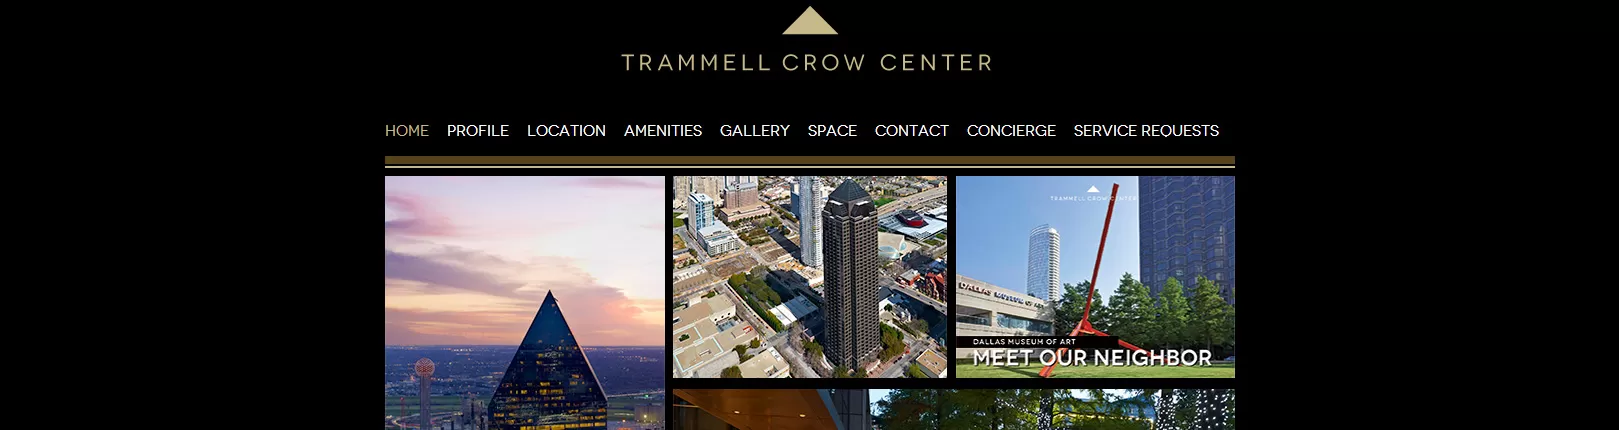 TRAMMELL CROW CENTER
HOME PROFILE LOCATION AMENITIES GALLERY SPACE CONTACT CONCIERGE SERVICE REQUESTS
TRAMMELL CROW CENTER
DALLAS MUSEUM OF ART
DALLAS MUSEUM OF ART
MEET OUR NEIGHBOR